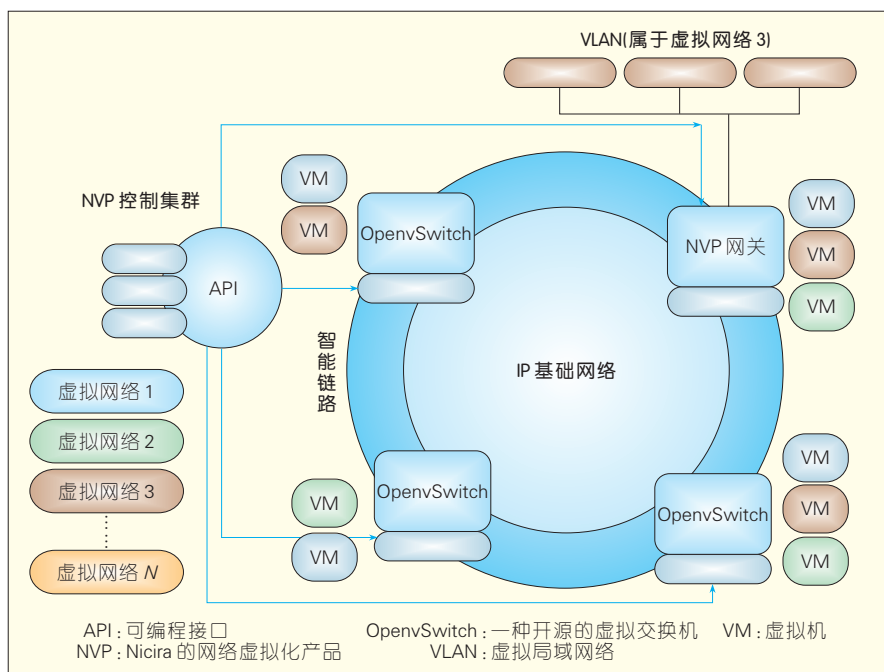 VLAN(属于虚拟网络 3)
NVP 控制集群
API
VM
VM
OpenvSwitch
NVP 网关
VM
VM
VM
智能链路
IP 基础网络
虚拟网络 1
虚拟网络 2
虚拟网络 3
虚拟网络 N
VM
VM
OpenvSwitch
OpenvSwitch
VM
VM
VM
API:可编程接口 OpenvSwitch:一种开源的虚拟交换机 VM:虚拟机
NVP:Nicira 的网络虚拟化产品 VLAN:虚拟局域网络